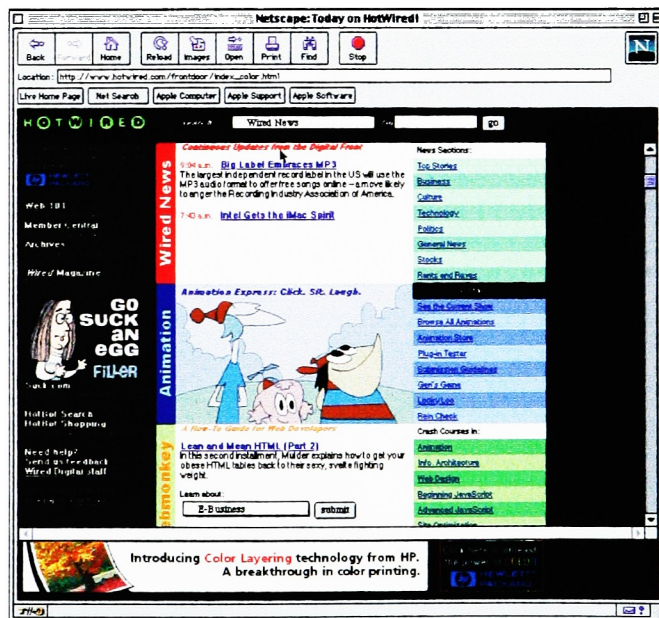 Netscape: Today on HotWired!
Back Forward Home Reload Images Open Print Find Stop
N
Location: http://www.hotwired.com/frontdoor/index_color.html
Live Home Page Net Search Apple Computer Apple Support Apple Software
HOTWIRED
Wired News
go
Continuous Updates from the Digital Front
9:04 a.m. Big Label Embraces MP3
The largest independent record label in the US will use the
MP3 audio format to offer free songs online — a move likely
to anger the Recording Industry Association of America.
7:40 a.m. Intel Gets the iMac Spirit
Wired News
News Sections:
Top Stories
Business
Culture
Technology
Politics
General News
Stocks
Rants and Raves
Web 101
Member Central
Archives
Wired Magazine
GO
SUCK
AN
EGG
FILLER
Suck.com
HotBot Search
HotBot Shopping
Need help?
Send us feedback
Wired Digital staff
Animation Express: Click. Sit. Laugh.
Animation
See the Current Show
Browse All Animations
Animation Store
Plug-in Tester
Submission Guidelines
Gen's Game
Lucky Leo
Rain Check
A How-To Guide for Web Developers
Lean and Mean HTML (Part 2)
In this second installment, Mulder explains how to get your
obese HTML tables back to their sexy, svelte fighting
weight.
Learn about:
E-Business submit
ebmonkey
Crash Courses in:
Animation
Info. Architecture
Web Design
Beginning JavaScript
Advanced JavaScript
Site Optimization
Introducing Color Layering technology from HP.
A breakthrough in color printing.
HEWLETT
PACKARD